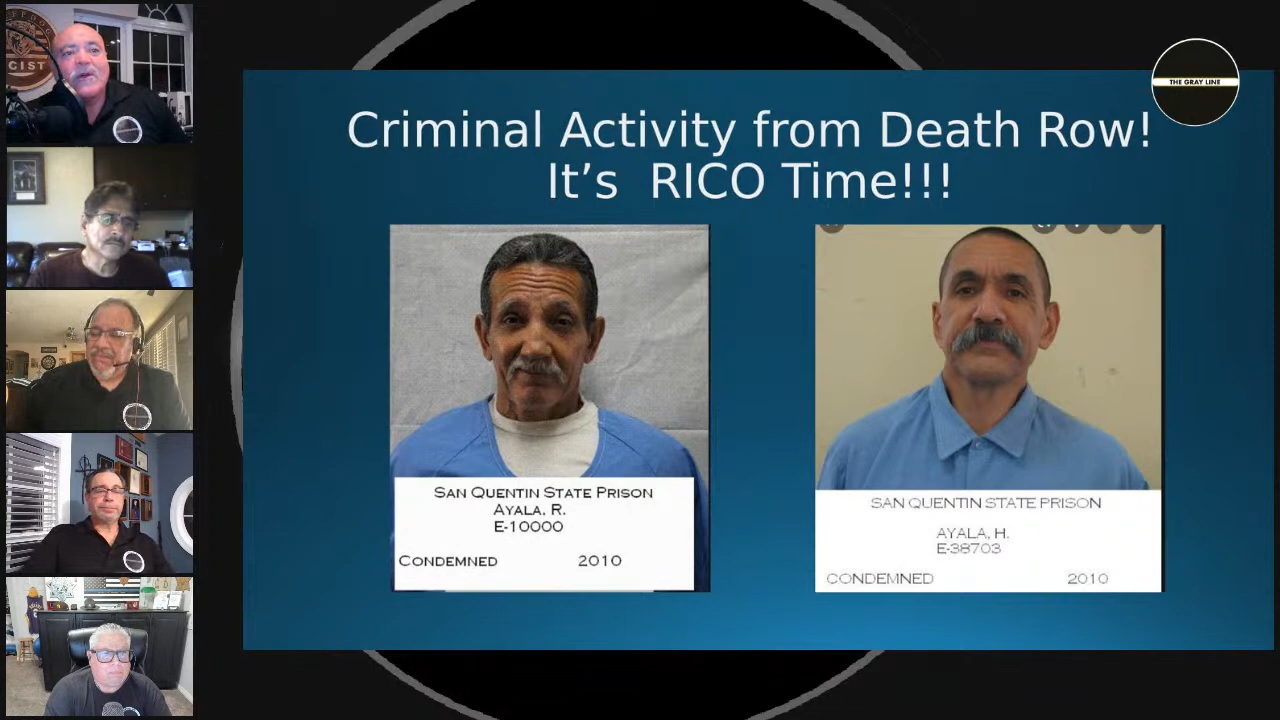 CIST
THE GRAY LINE
Criminal Activity from Death Row!
It’s RICO Time!!!
SAN QUENTIN STATE PRISON
AYALA, R.
E-10000
CONDEMNED 2010
SAN QUENTIN STATE PRISON
AYALA, H.
E-38703
CONDEMNED 2010